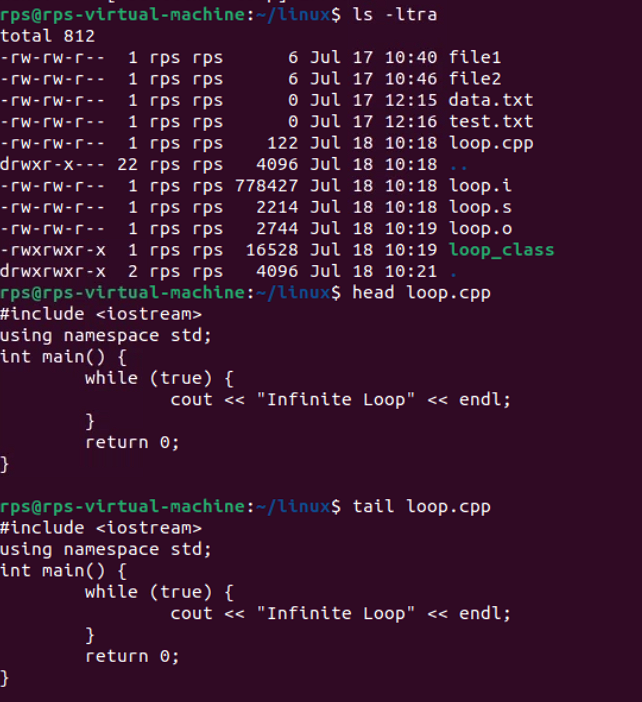 rps@rps-virtual-machine:~/linux$ ls -ltra
total 812
-rw-rw-r--  1 rps rps      6 Jul 17 10:40 file1
-rw-rw-r--  1 rps rps      6 Jul 17 10:46 file2
-rw-rw-r--  1 rps rps      0 Jul 17 12:15 data.txt
-rw-rw-r--  1 rps rps      0 Jul 17 12:16 test.txt
-rw-rw-r--  1 rps rps    122 Jul 18 10:18 loop.cpp
drwxr-x--- 22 rps rps   4096 Jul 18 10:18 ..
-rw-rw-r--  1 rps rps 778427 Jul 18 10:18 loop.i
-rw-rw-r--  1 rps rps   2214 Jul 18 10:18 loop.s
-rw-rw-r--  1 rps rps   2744 Jul 18 10:19 loop.o
-rwxrwxr-x  1 rps rps  16528 Jul 18 10:19 loop_class
drwxrwxr-x  2 rps rps   4096 Jul 18 10:21 .
rps@rps-virtual-machine:~/linux$ head loop.cpp
#include <iostream>
using namespace std;
int main() {
        while (true) {
                cout << "Infinite Loop" << endl;
        }
        return 0;
}
rps@rps-virtual-machine:~/linux$ tail loop.cpp
#include <iostream>
using namespace std;
int main() {
        while (true) {
                cout << "Infinite Loop" << endl;
        }
        return 0;
}